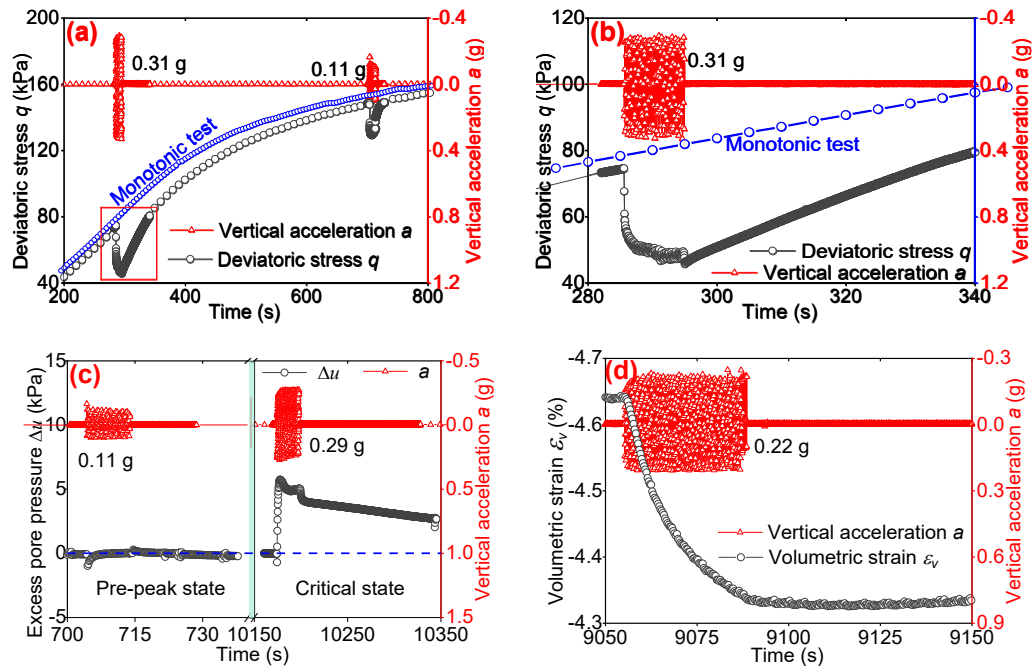 (a)
200
160
120
80
40
Deviatoric stress q (kPa)
0.31 g
0.11 g
Monotonic test
Vertical acceleration a
Deviatoric stress q
-0.4
0.0
0.4
0.8
1.2
Vertical acceleration a (g)
200 400 600 800
Time (s)
(b)
120
100
80
60
40
Deviatoric stress q (kPa)
0.31 g
Monotonic test
Deviatoric stress q
Vertical acceleration a
-0.4
0.0
0.4
0.8
1.2
Vertical acceleration a (g)
280 300 320 340
Time (s)
(c)
15
10
5
0
-5
Excess pore pressure Δu (kPa)
Δu a
0.11 g
0.29 g
Pre-peak state Critical state
-0.5
0.0
0.5
1.0
1.5
Vertical acceleration a (g)
700 715 730 10150 10250 10350
Time (s)
(d)
-4.7
-4.6
-4.5
-4.4
-4.3
Volumetric strain εv (%)
0.22 g
Vertical acceleration a
Volumetric strain εv
-0.3
0.0
0.3
0.6
0.9
Vertical acceleration a (g)
9050 9075 9100 9125 9150
Time (s)